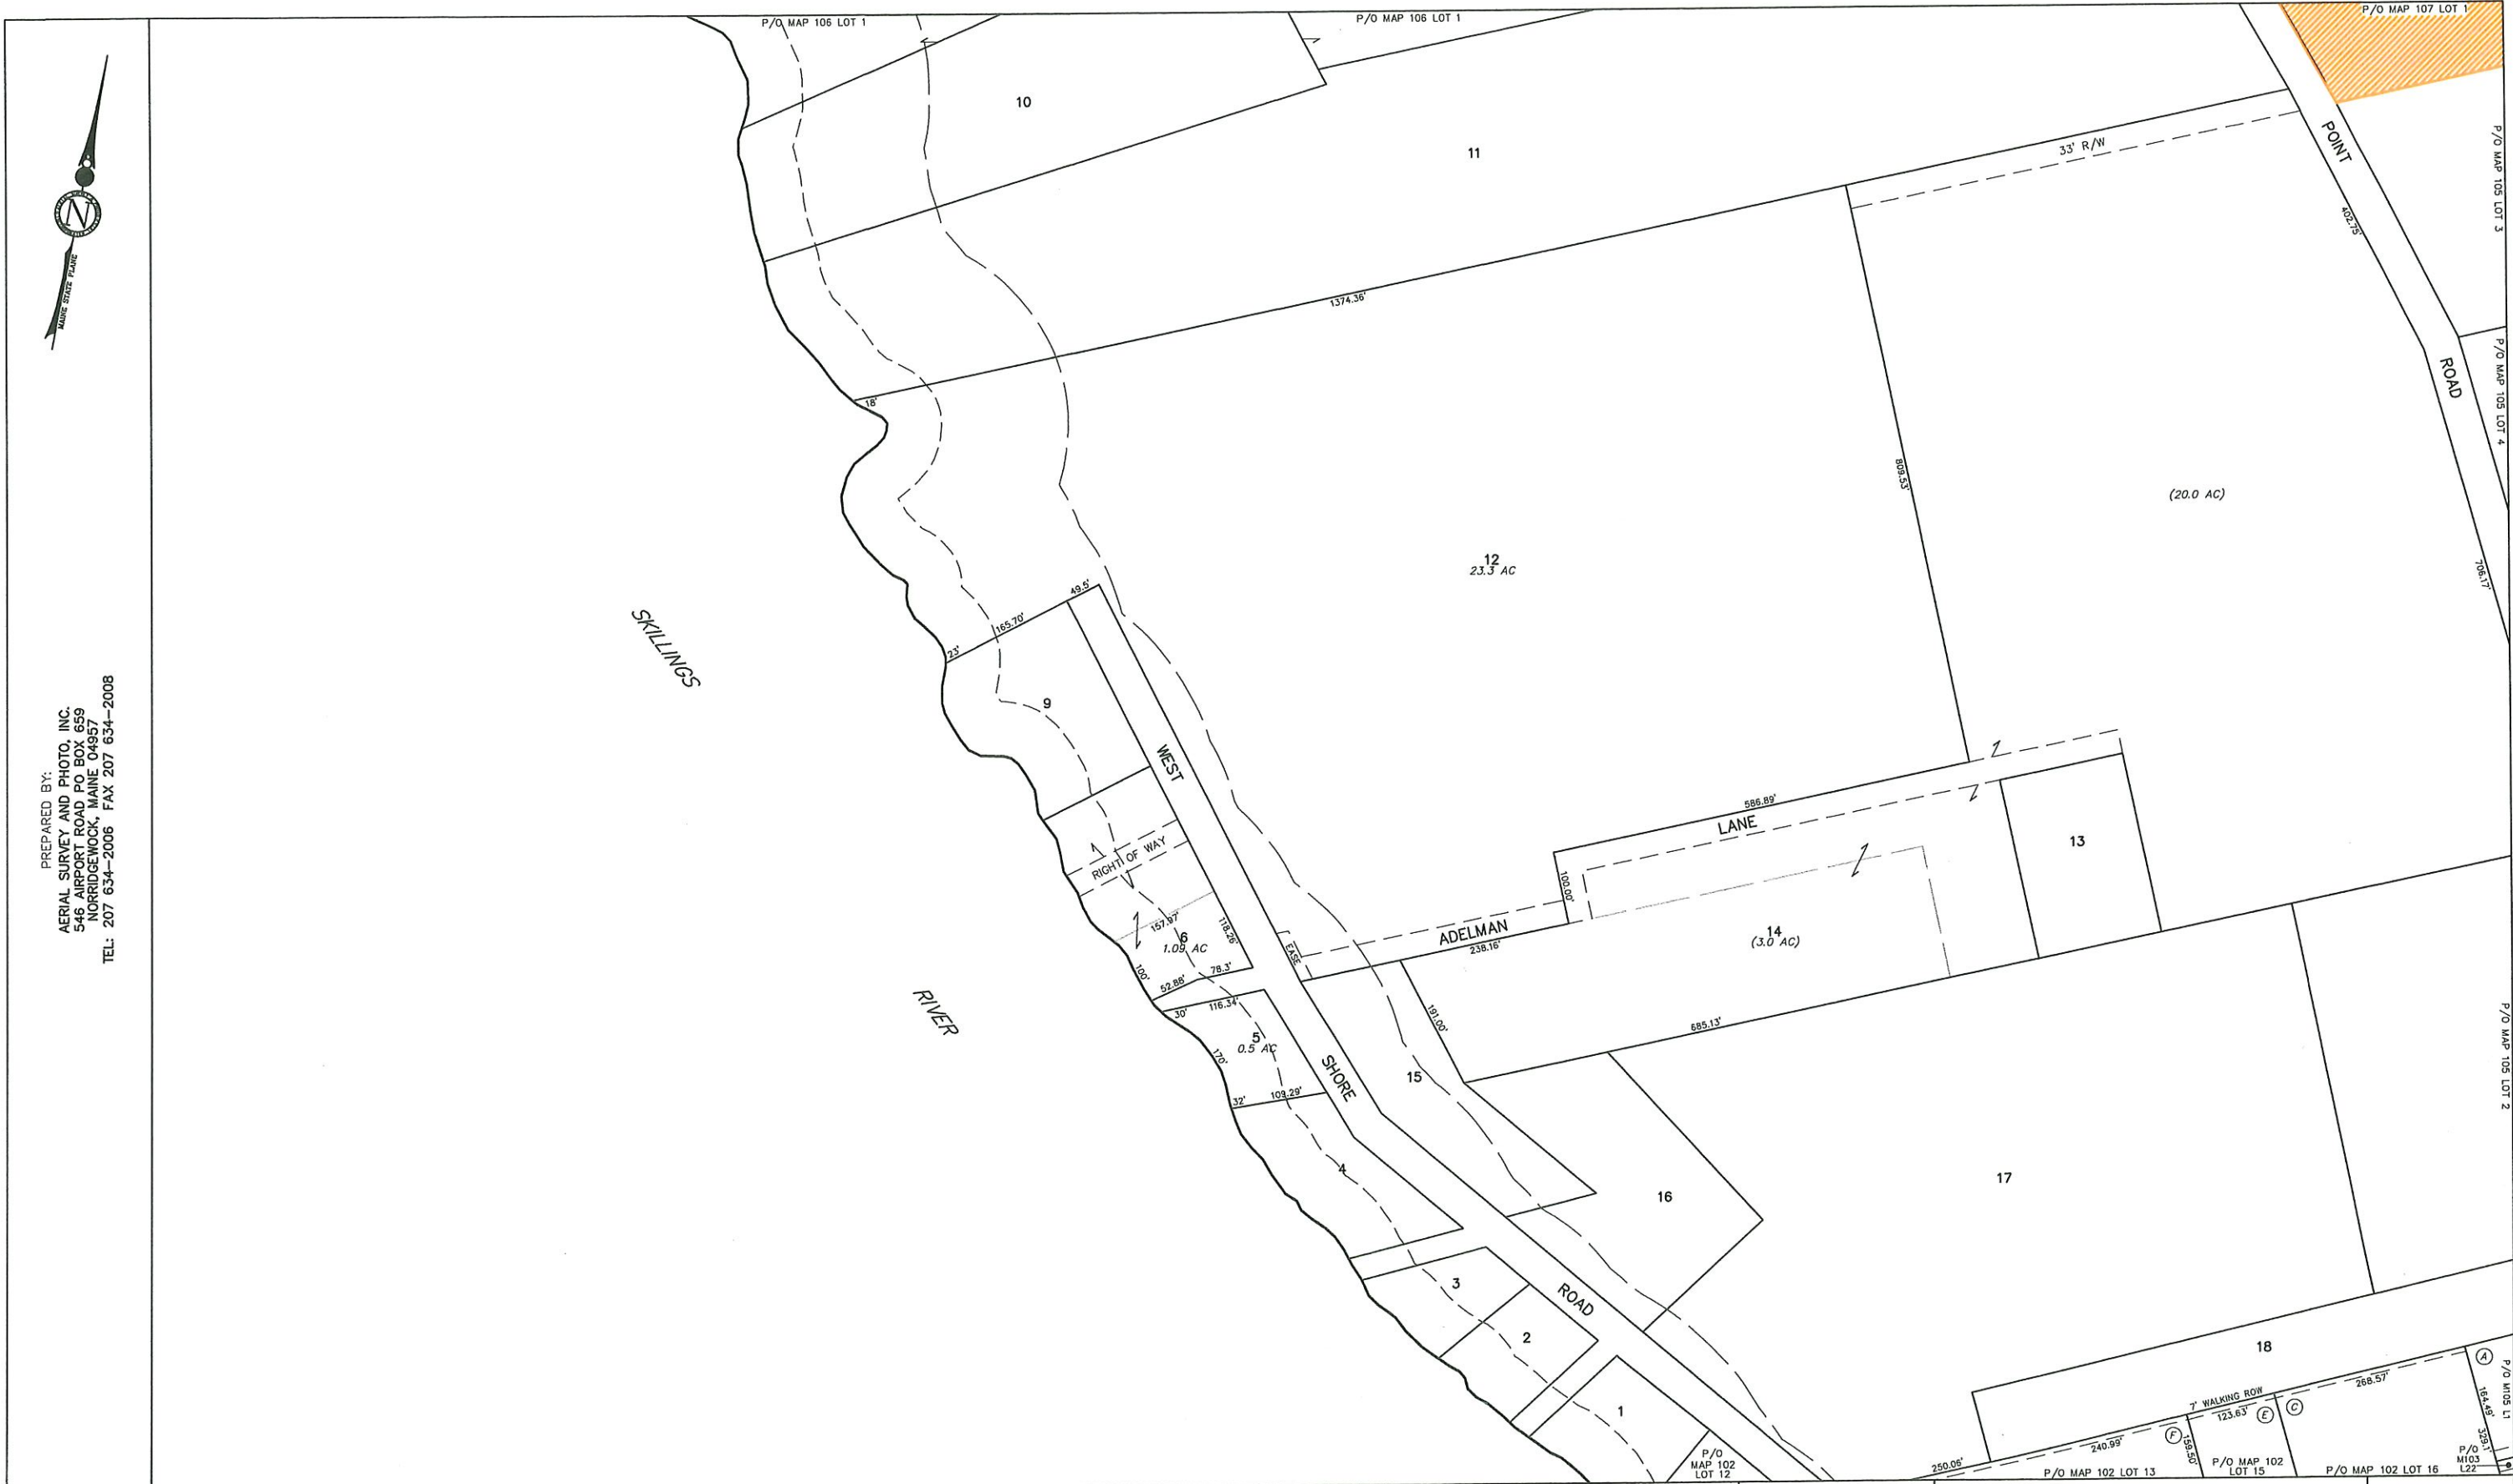 P/O MAP 106 LOT 1
P/O MAP 106 LOT 1
P/O MAP 107 LOT 1
N
MAINE STATE PLANE
PREPARED BY:
AERIAL SURVEY AND PHOTO, INC.
546 AIRPORT ROAD PO BOX 659
NORRIDGEWOCK, MAINE 04957
TEL: 207 634-2006 FAX 207 634-2008
10
11
33' R/W
POINT
ROAD
402.75'
706.17'
P/O MAP 105 LOT 3
P/O MAP 105 LOT 4
1374.36'
18'
809.53'
(20.0 AC)
12
23.3 AC
SKILLINGS
RIVER
49.5'
165.70'
23'
9
WEST
SHORE
ROAD
RIGHT OF WAY
157.97'
118.26'
6
1.09 AC
100'
52.88'
78.3'
30'
116.34'
5
0.5 AC
170'
32'
109.29'
4
3
2
1
EASE
ADELMAN
LANE
238.16'
100.00'
586.89'
13
14
(3.0 AC)
191.00'
685.13'
15
16
17
P/O MAP 105 LOT 2
18
7' WALKING ROW
268.57'
123.63'
240.99'
250.06'
159.50'
164.49'
329.1'
A
C
E
F
P/O M105 L1
P/O
MAP 102
LOT 12
P/O MAP 102 LOT 13
P/O MAP 102
LOT 15
P/O MAP 102 LOT 16
P/O
M103
L22